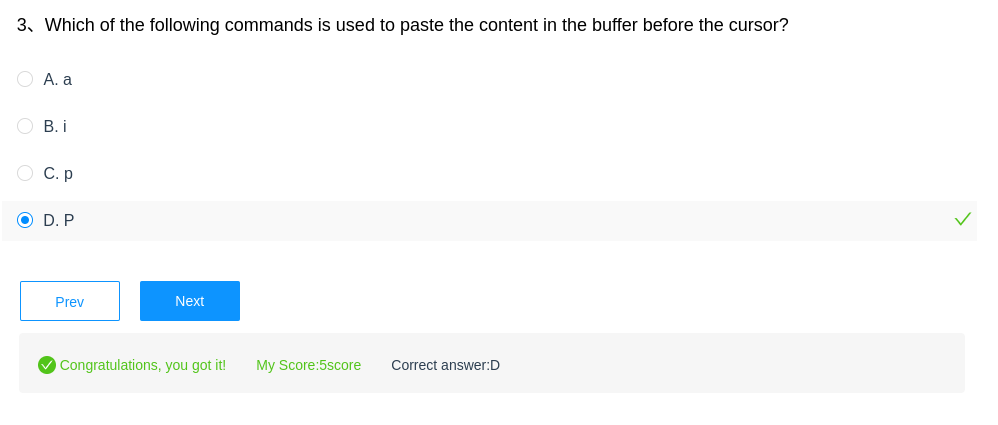 3、Which of the following commands is used to paste the content in the buffer before the cursor?
A. a
B. i
C. p
D. P
Prev Next
Congratulations, you got it! My Score:5score Correct answer:D